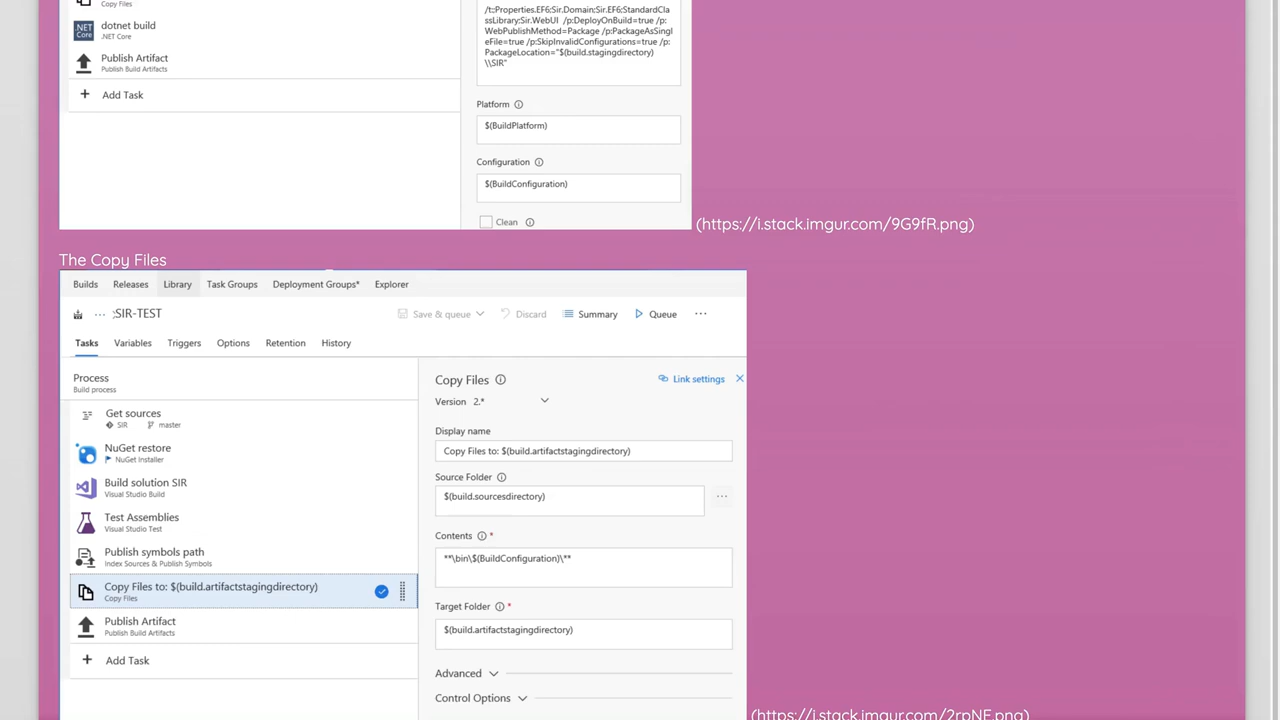 Copy Files
dotnet build
.NET Core
Publish Artifact
Publish Build Artifacts
+ Add Task
/t:;Properties.EF6;Sir.Domain;Sir.EF6;StandardCla
ssLibrary;Sir.WebUI /p:DeployOnBuild=true /p:
WebPublishMethod=Package /p:PackageAsSingl
eFile=true /p:SkipInvalidConfigurations=true /p:
PackageLocation="$(build.stagingdirectory)
\\SIR"
Platform
$(BuildPlatform)
Configuration
$(BuildConfiguration)
Clean
(https://i.stack.imgur.com/9G9fR.png)
The Copy Files
Builds Releases Library Task Groups Deployment Groups* Explorer
... ;SIR-TEST
Save & queue Discard Summary Queue ...
Tasks Variables Triggers Options Retention History
Process
Build process
Get sources
SIR master
NuGet restore
NuGet Installer
Build solution SIR
Visual Studio Build
Test Assemblies
Visual Studio Test
Publish symbols path
Index Sources & Publish Symbols
Copy Files to: $(build.artifactstagingdirectory)
Copy Files
Publish Artifact
Publish Build Artifacts
+ Add Task
Copy Files
Link settings
Version 2.*
Display name
Copy Files to: $(build.artifactstagingdirectory)
Source Folder
$(build.sourcesdirectory)
...
Contents *
**\bin\$(BuildConfiguration)\**
Target Folder *
$(build.artifactstagingdirectory)
Advanced
Control Options
(https://i.stack.imgur.com/2rpNF.png)